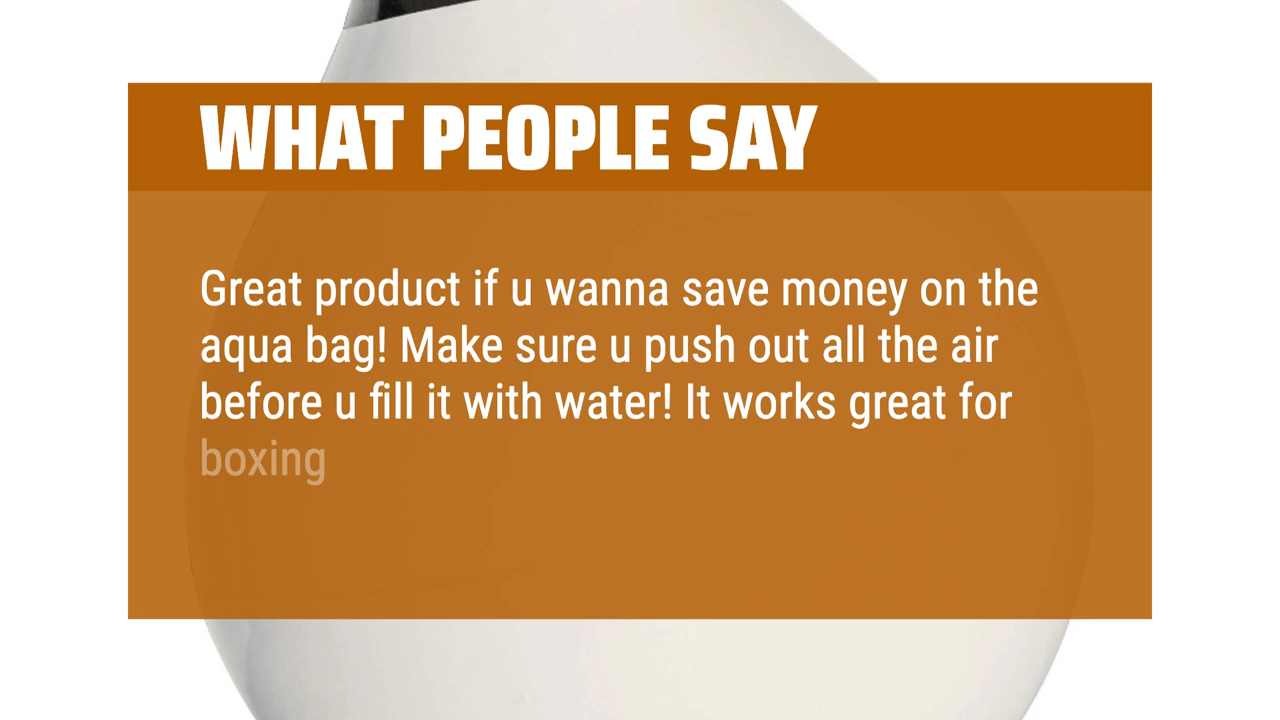 WHAT PEOPLE SAY
Great product if u wanna save money on the
aqua bag! Make sure u push out all the air
before u fill it with water! It works great for
boxing